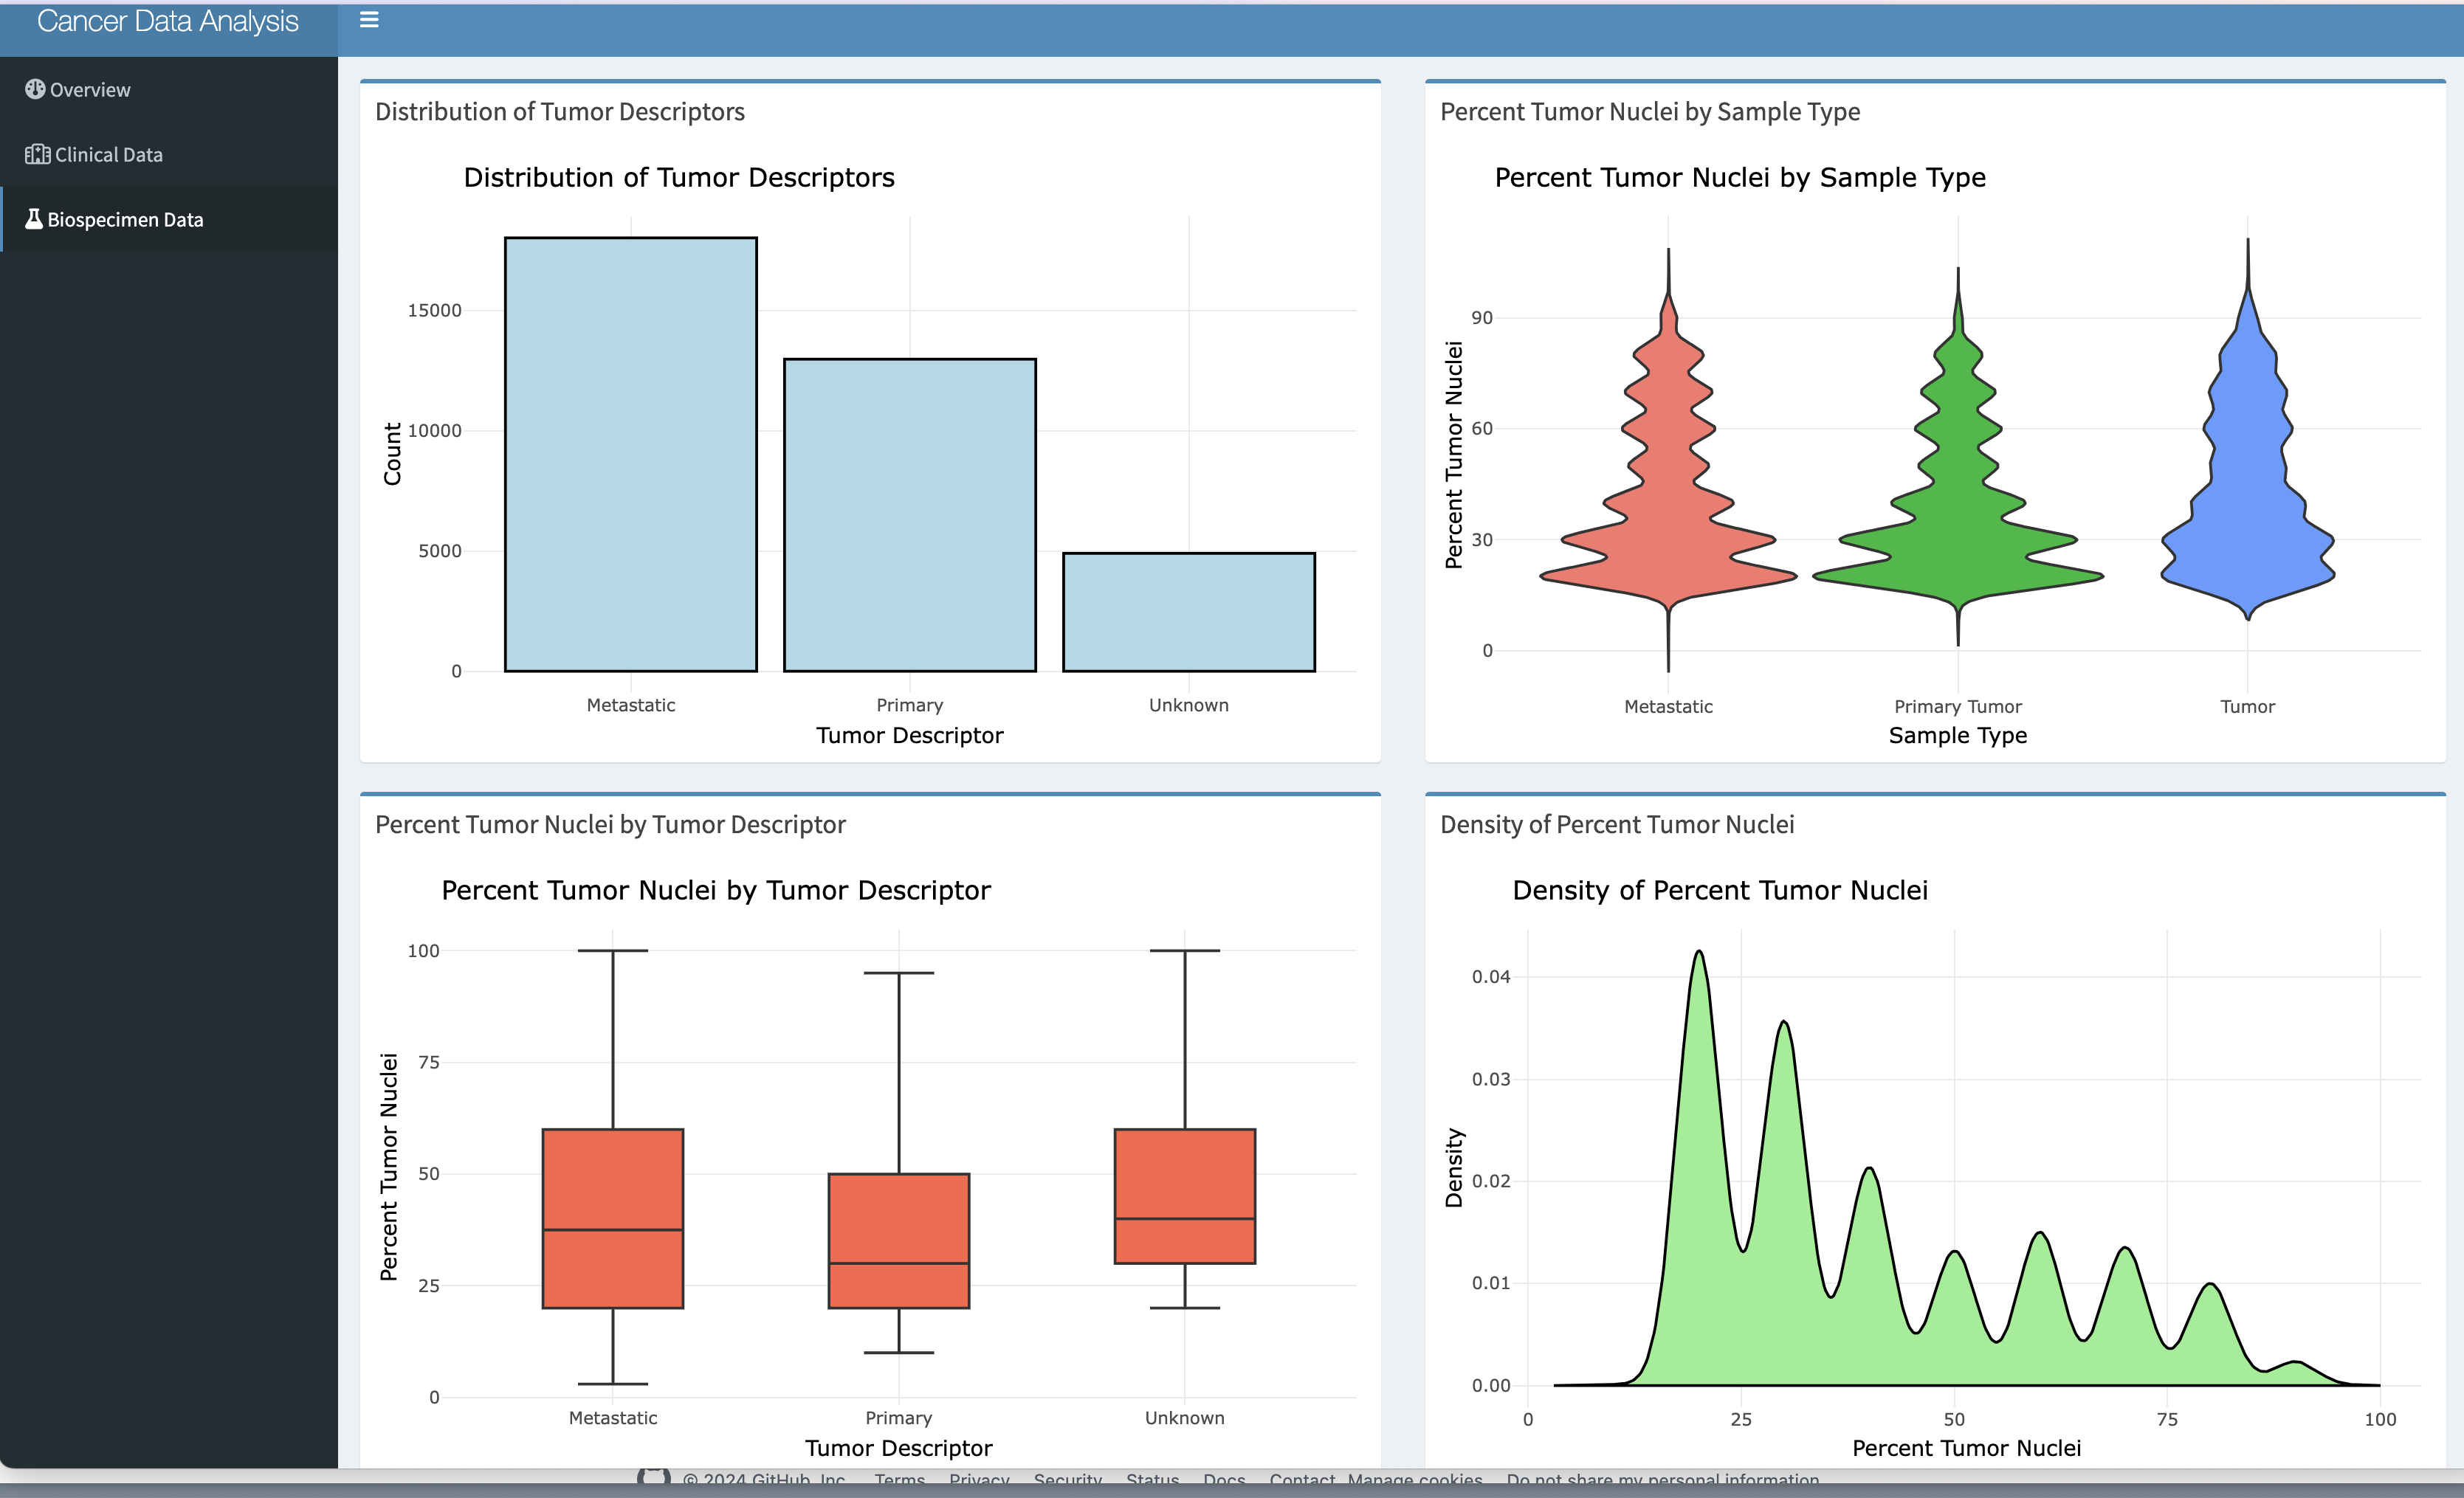 Cancer Data Analysis
Overview
Clinical Data
Biospecimen Data
Distribution of Tumor Descriptors
Distribution of Tumor Descriptors
Count
15000
10000
5000
0
Metastatic
Primary
Unknown
Tumor Descriptor
Percent Tumor Nuclei by Sample Type
Percent Tumor Nuclei by Sample Type
Percent Tumor Nuclei
90
60
30
0
Metastatic
Primary Tumor
Tumor
Sample Type
Percent Tumor Nuclei by Tumor Descriptor
Percent Tumor Nuclei by Tumor Descriptor
Percent Tumor Nuclei
100
75
50
25
0
Metastatic
Primary
Unknown
Tumor Descriptor
Density of Percent Tumor Nuclei
Density of Percent Tumor Nuclei
Density
0.04
0.03
0.02
0.01
0.00
0
25
50
75
100
Percent Tumor Nuclei
© 2024 GitHub, Inc. Terms Privacy Security Status Docs Contact Manage cookies Do not share my personal information